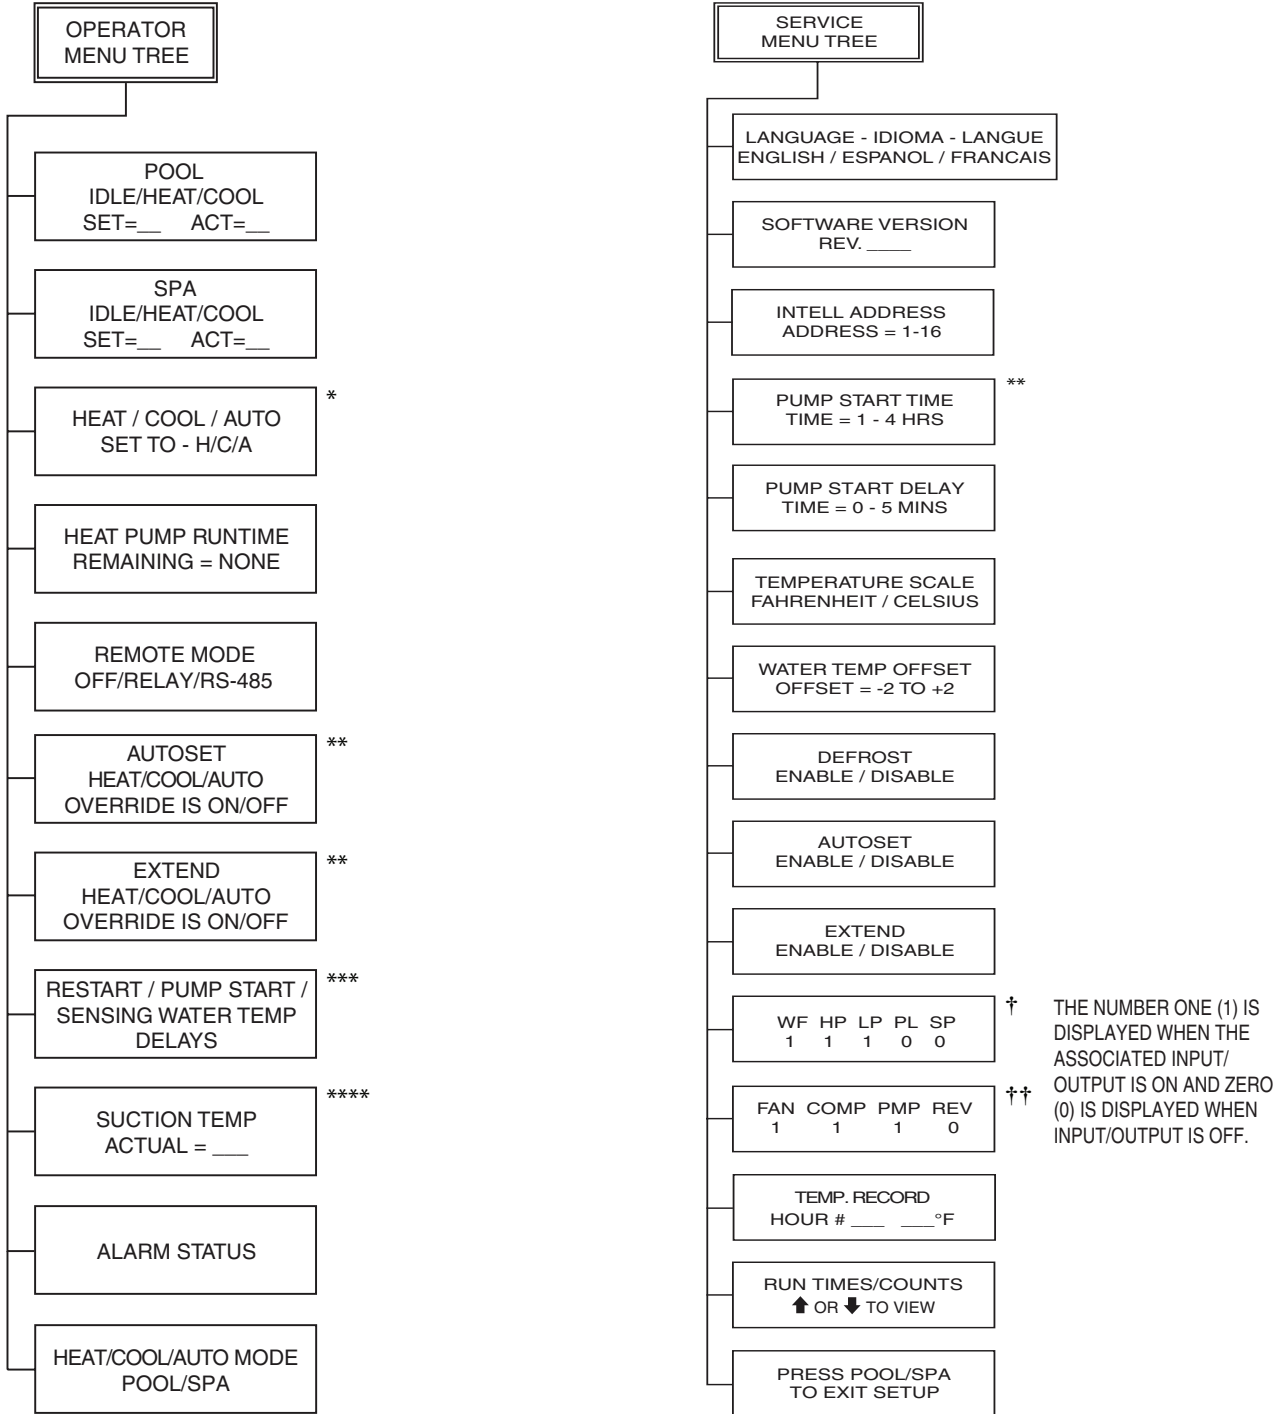 OPERATOR
MENU TREE
POOL
IDLE/HEAT/COOL
SET=__ ACT=__
SPA
IDLE/HEAT/COOL
SET=__ ACT=__
*
HEAT / COOL / AUTO
SET TO - H/C/A
HEAT PUMP RUNTIME
REMAINING = NONE
REMOTE MODE
OFF/RELAY/RS-485
**
AUTOSET
HEAT/COOL/AUTO
OVERRIDE IS ON/OFF
**
EXTEND
HEAT/COOL/AUTO
OVERRIDE IS ON/OFF
***
RESTART / PUMP START /
SENSING WATER TEMP
DELAYS
****
SUCTION TEMP
ACTUAL = ___
ALARM STATUS
HEAT/COOL/AUTO MODE
POOL/SPA
SERVICE
MENU TREE
LANGUAGE - IDIOMA - LANGUE
ENGLISH / ESPANOL / FRANCAIS
SOFTWARE VERSION
REV. ____
INTELL ADDRESS
ADDRESS = 1-16
**
PUMP START TIME
TIME = 1 - 4 HRS
PUMP START DELAY
TIME = 0 - 5 MINS
TEMPERATURE SCALE
FAHRENHEIT / CELSIUS
WATER TEMP OFFSET
OFFSET = -2 TO +2
DEFROST
ENABLE / DISABLE
AUTOSET
ENABLE / DISABLE
EXTEND
ENABLE / DISABLE
†
WF HP LP PL SP
1 1 1 0 0
††
FAN COMP PMP REV
1 1 1 0
THE NUMBER ONE (1) IS
DISPLAYED WHEN THE
ASSOCIATED INPUT/
OUTPUT IS ON AND ZERO
(0) IS DISPLAYED WHEN
INPUT/OUTPUT IS OFF.
TEMP. RECORD
HOUR # ___ ___°F
RUN TIMES/COUNTS
⬆ OR ⬇ TO VIEW
PRESS POOL/SPA
TO EXIT SETUP